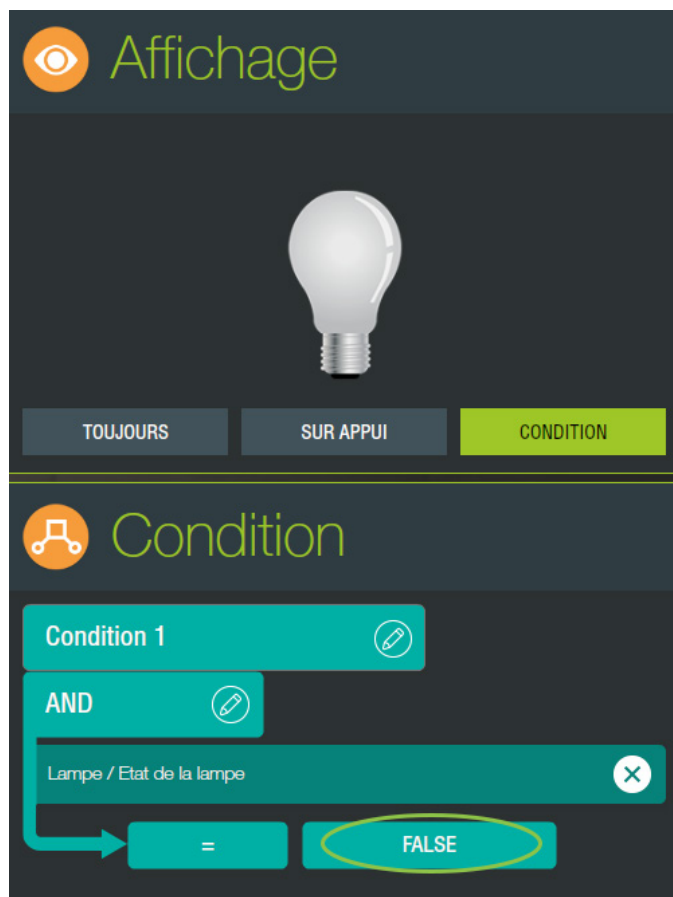 Affichage
TOUJOURS SUR APPUI CONDITION
Condition
Condition 1
AND
Lampe / Etat de la lampe
= FALSE